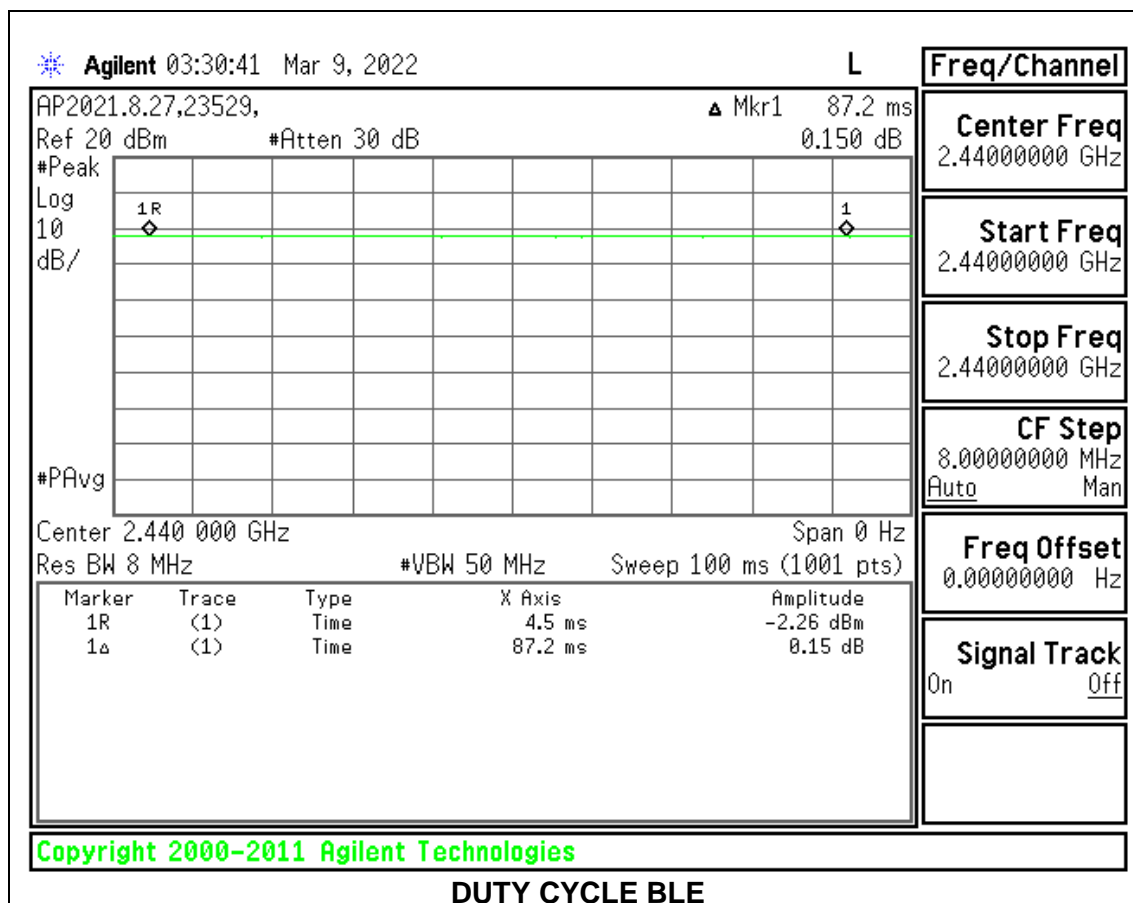 Agilent 03:30:41 Mar 9, 2022 L
Freq/Channel
AP2021.8.27,23529, Δ Mkr1 87.2 ms
Ref 20 dBm #Atten 30 dB 0.150 dB
#Peak
Log
10
dB/
1R
1
#PAvg
Center 2.440 000 GHz Span 0 Hz
Res BW 8 MHz #VBW 50 MHz Sweep 100 ms (1001 pts)
Marker Trace Type X Axis Amplitude
1R (1) Time 4.5 ms -2.26 dBm
1Δ (1) Time 87.2 ms 0.15 dB
Center Freq
2.44000000 GHz
Start Freq
2.44000000 GHz
Stop Freq
2.44000000 GHz
CF Step
8.00000000 MHz
Auto Man
Freq Offset
0.00000000 Hz
Signal Track
On Off
Copyright 2000-2011 Agilent Technologies
DUTY CYCLE BLE